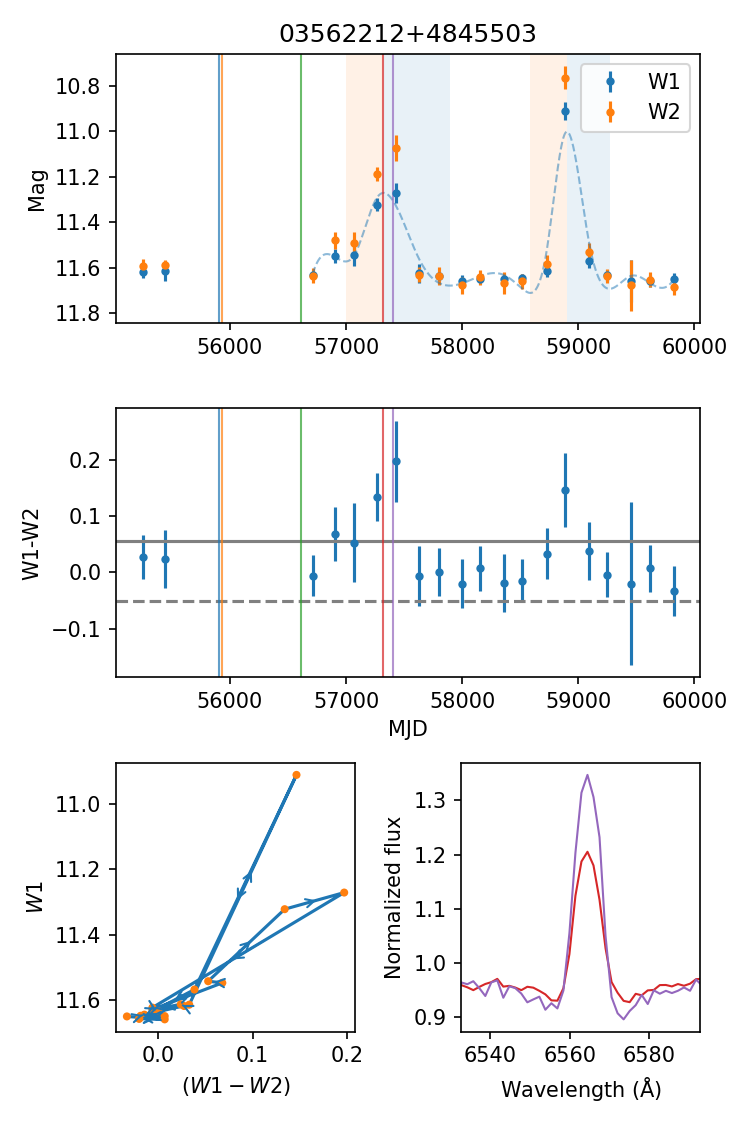 03562212+4845503
Mag
10.8
11.0
11.2
11.4
11.6
11.8
W1
W2
56000 57000 58000 59000 60000
W1-W2
0.2
0.1
0.0
−0.1
56000 57000 58000 59000 60000
MJD
W1
11.0
11.2
11.4
11.6
0.0 0.1 0.2
(W1 − W2)
Normalized flux
1.3
1.2
1.1
1.0
0.9
6540 6560 6580
Wavelength (Å)